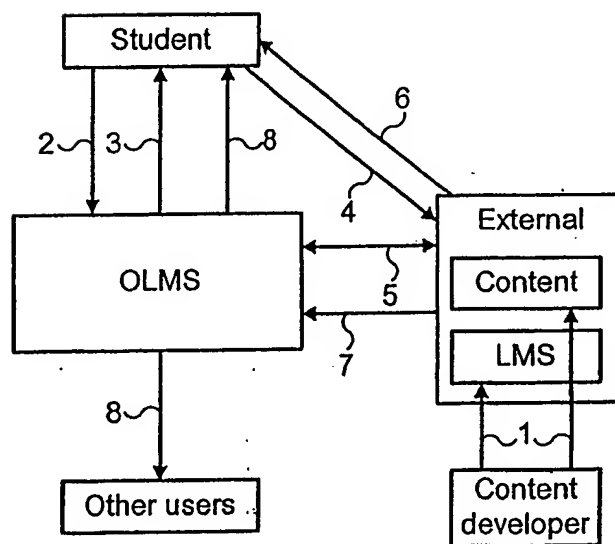 Student
2
3
8
6
4
External
OLMS
5
Content
7
LMS
8
1
Other users
Content
developer